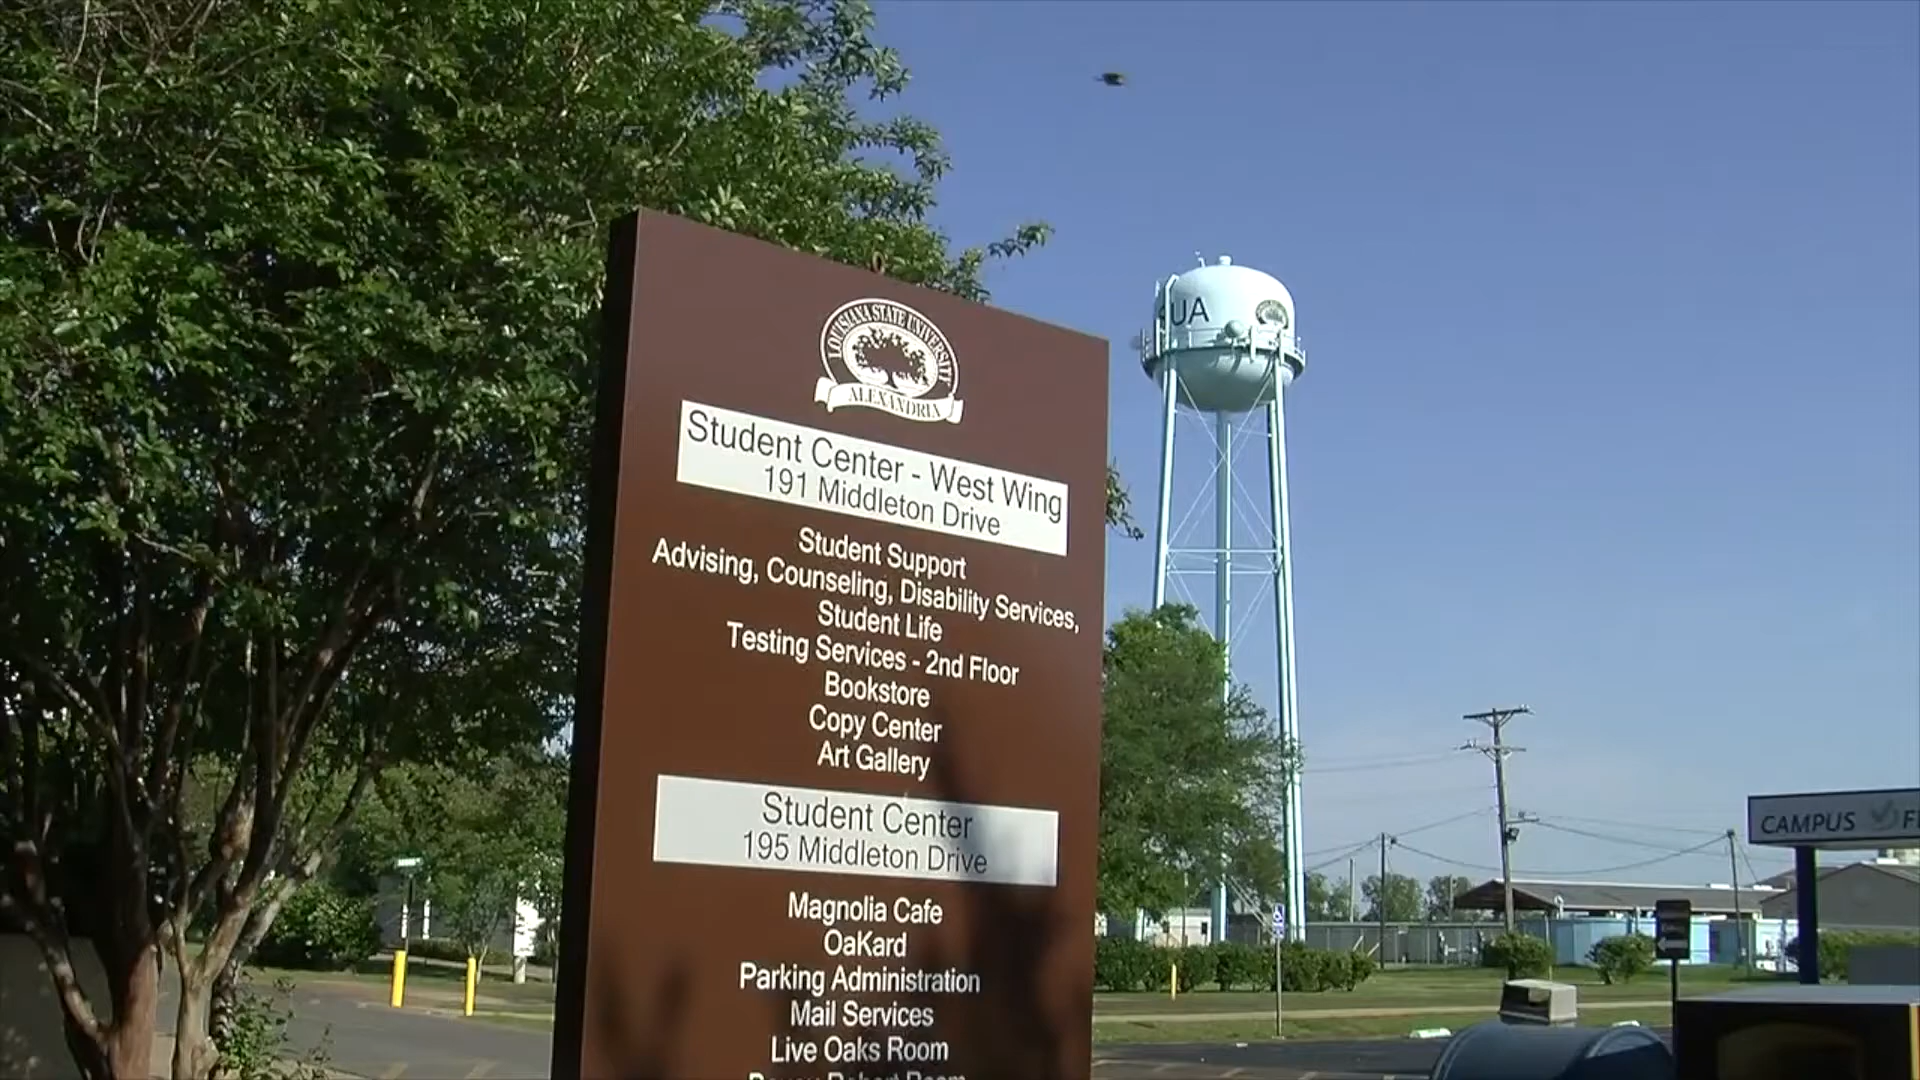 LOUISIANA STATE UNIVERSITY
ALEXANDRIA
Student Center - West Wing
191 Middleton Drive
Student Support
Advising, Counseling, Disability Services,
Student Life
Testing Services - 2nd Floor
Bookstore
Copy Center
Art Gallery
Student Center
195 Middleton Drive
Magnolia Cafe
OaKard
Parking Administration
Mail Services
Live Oaks Room
UA
CAMPUS